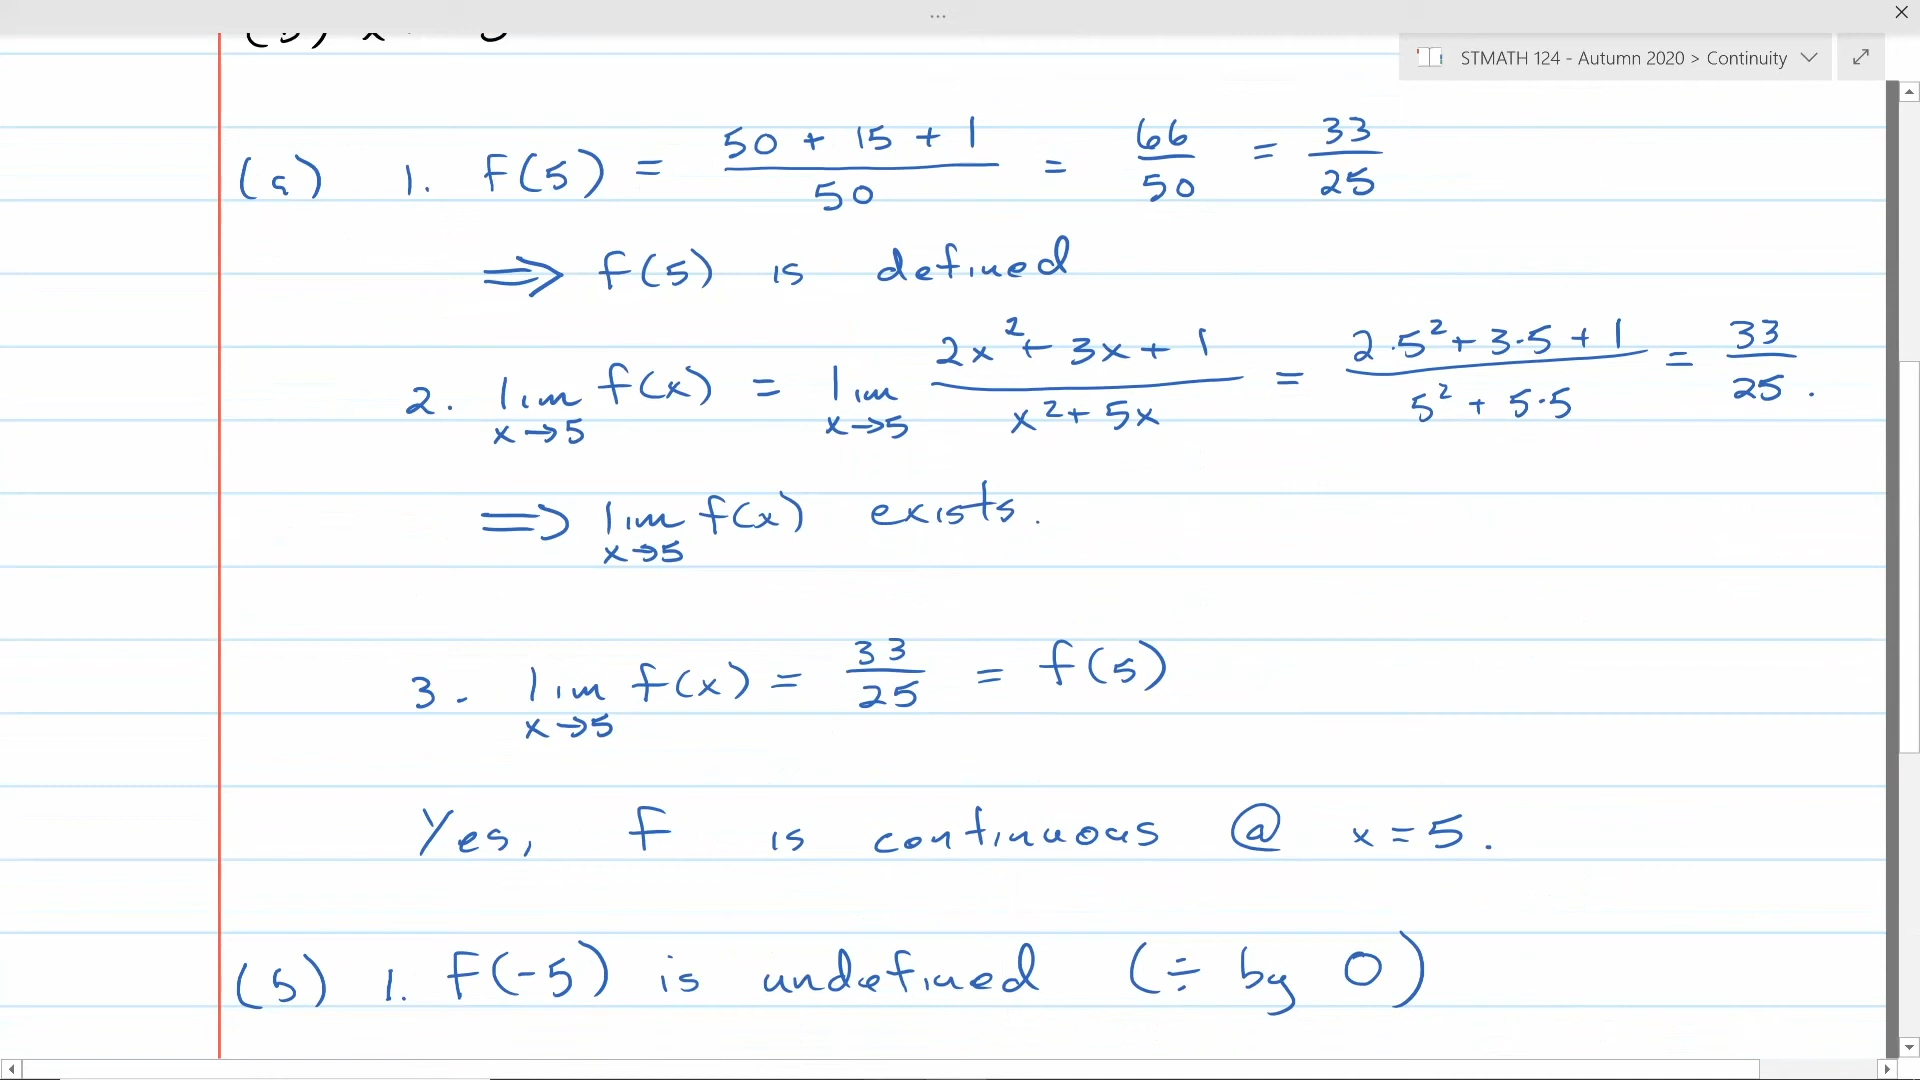 STMATH 124 - Autumn 2020 > Continuity
(a) 1. f(5) = (50 + 15 + 1)/50 = 66/50 = 33/25
⇒ f(5) is defined
2. lim x→5 f(x) = lim x→5 (2x² + 3x + 1)/(x² + 5x) = (2·5² + 3·5 + 1)/(5² + 5·5) = 33/25.
⇒ lim x→5 f(x) exists.
3. lim x→5 f(x) = 33/25 = f(5)
Yes, f is continuous @ x = 5.
(b) 1. f(-5) is undefined (÷ by 0)